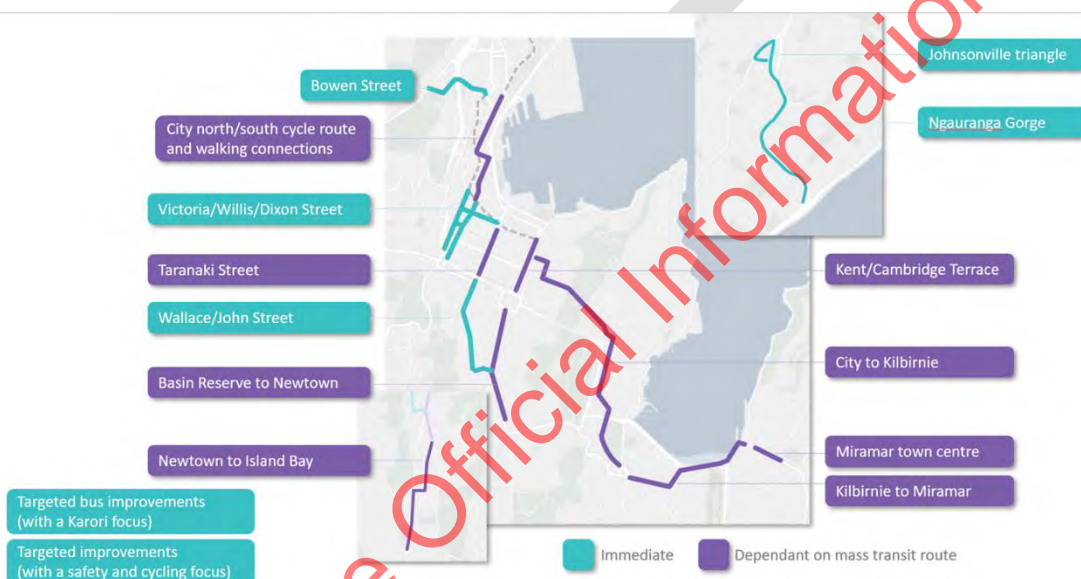 Bowen Street
City north/south cycle route
and walking connections
Victoria/Willis/Dixon Street
Taranaki Street
Wallace/John Street
Basin Reserve to Newtown
Newtown to Island Bay
Targeted bus improvements
(with a Karori focus)
Targeted improvements
(with a safety and cycling focus)
Johnsonville triangle
Ngauranga Gorge
Kent/Cambridge Terrace
City to Kilbirnie
Miramar town centre
Kilbirnie to Miramar
Immediate
Dependant on mass transit route
e Official Information